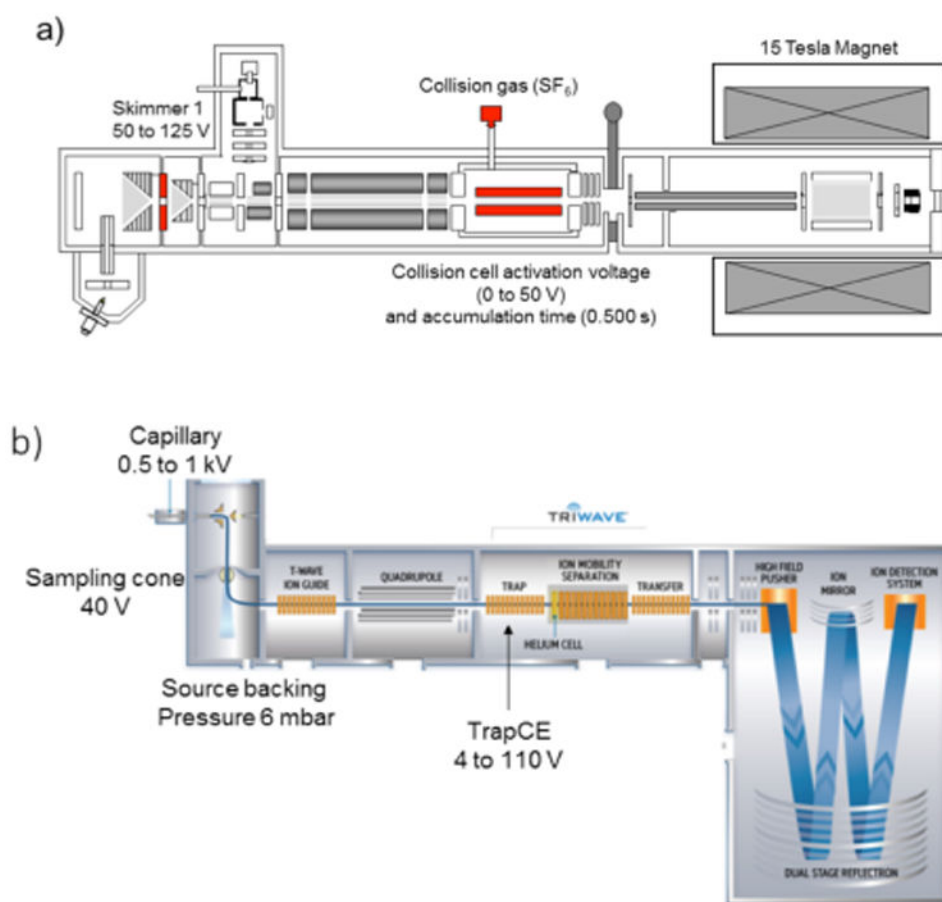 a)
15 Tesla Magnet
Collision gas (SF6)
Skimmer 1
50 to 125 V
Collision cell activation voltage
(0 to 50 V)
and accumulation time (0.500 s)
b)
Capillary
0.5 to 1 kV
TRIWAVE
Sampling cone
40 V
T-WAVE
ION GUIDE
QUADRUPOLE
TRAP
ION MOBILITY
SEPARATION
TRANSFER
HELIUM CELL
HIGH FIELD
PUSHER
ION
MIRROR
ION DETECTION
SYSTEM
Source backing
Pressure 6 mbar
TrapCE
4 to 110 V
DUAL STAGE REFLECTRON